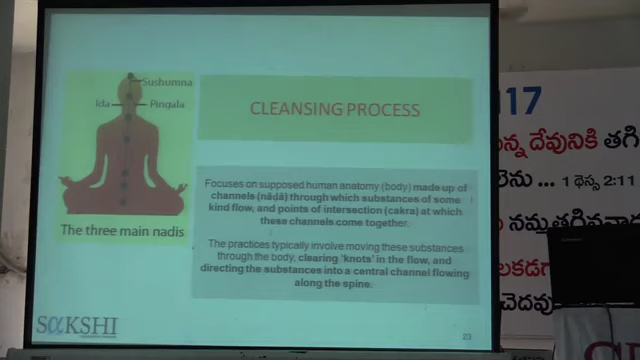 Sushumna
Ida
Pingala
The three main nadis
CLEANSING PROCESS
Focuses on supposed human anatomy (body) made up of
channels (nāḍā) through which substances of some
kind flow, and points of intersection (cakra) at which
these channels come together.
The practices typically involve moving these substances
through the body, clearing 'knots' in the flow, and
directing the substances into a central channel flowing
along the spine.
SαKSHI
23
17
దేవునికి తగి
1 థెస్స 2:11